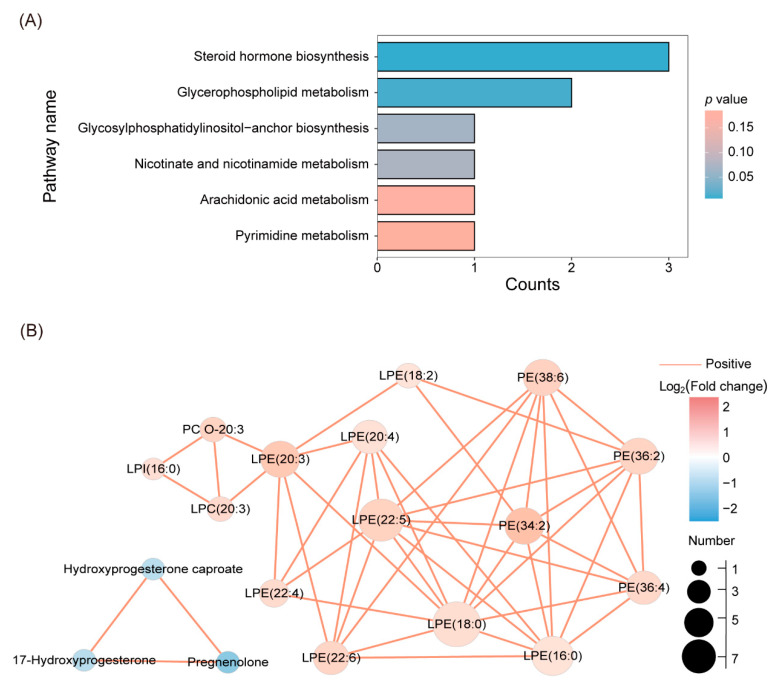 (A)
Pathway name
Steroid hormone biosynthesis
Glycerophospholipid metabolism
Glycosylphosphatidylinositol−anchor biosynthesis
Nicotinate and nicotinamide metabolism
Arachidonic acid metabolism
Pyrimidine metabolism
0 1 2 3
Counts
p value
0.15
0.10
0.05
(B)
LPE(18:2)
PE(38:6)
PC O-20:3
LPE(20:4)
LPI(16:0)
LPE(20:3)
PE(36:2)
LPC(20:3)
LPE(22:5)
PE(34:2)
Hydroxyprogesterone caproate
LPE(22:4)
PE(36:4)
LPE(18:0)
17-Hydroxyprogesterone
Pregnenolone
LPE(22:6)
LPE(16:0)
Positive
Log2(Fold change)
2
1
0
−1
−2
Number
1
3
5
7